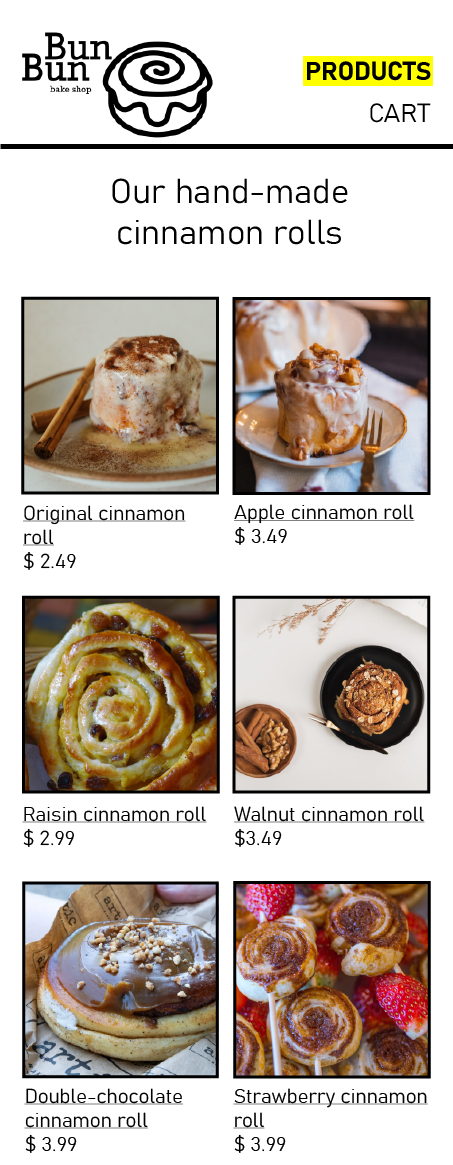 Bun
Bun
bake shop
PRODUCTS
CART
Our hand-made
cinnamon rolls
Original cinnamon
roll
$ 2.49
Apple cinnamon roll
$ 3.49
Raisin cinnamon roll
$ 2.99
Walnut cinnamon roll
$3.49
Double-chocolate
cinnamon roll
$ 3.99
Strawberry cinnamon
roll
$ 3.99